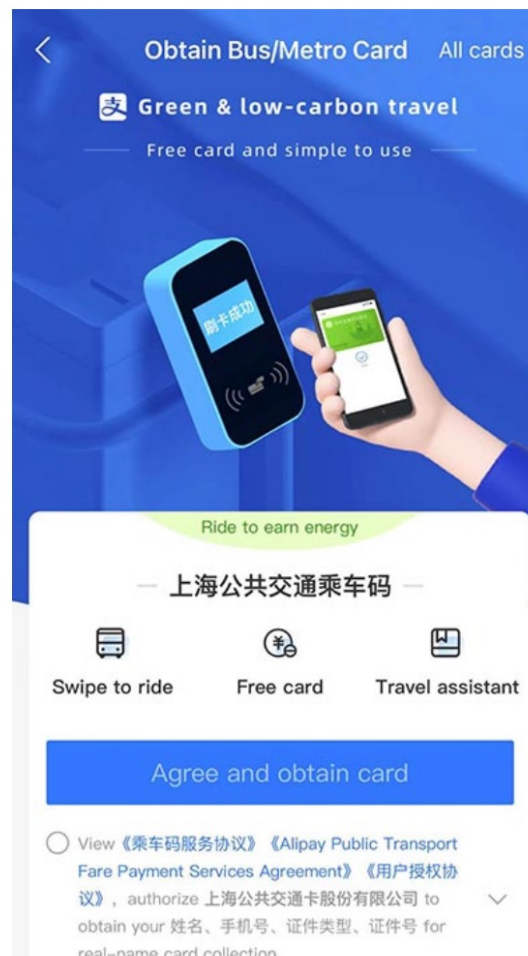 Obtain Bus/Metro Card All cards
支 Green & low-carbon travel
Free card and simple to use
刷卡成功
Ride to earn energy
上海公共交通乘车码
Swipe to ride Free card Travel assistant
Agree and obtain card
View《乘车码服务协议》《Alipay Public Transport
Fare Payment Services Agreement》《用户授权协
议》, authorize 上海公共交通卡股份有限公司 to
obtain your 姓名、手机号、证件类型、证件号 for
real-name card collection